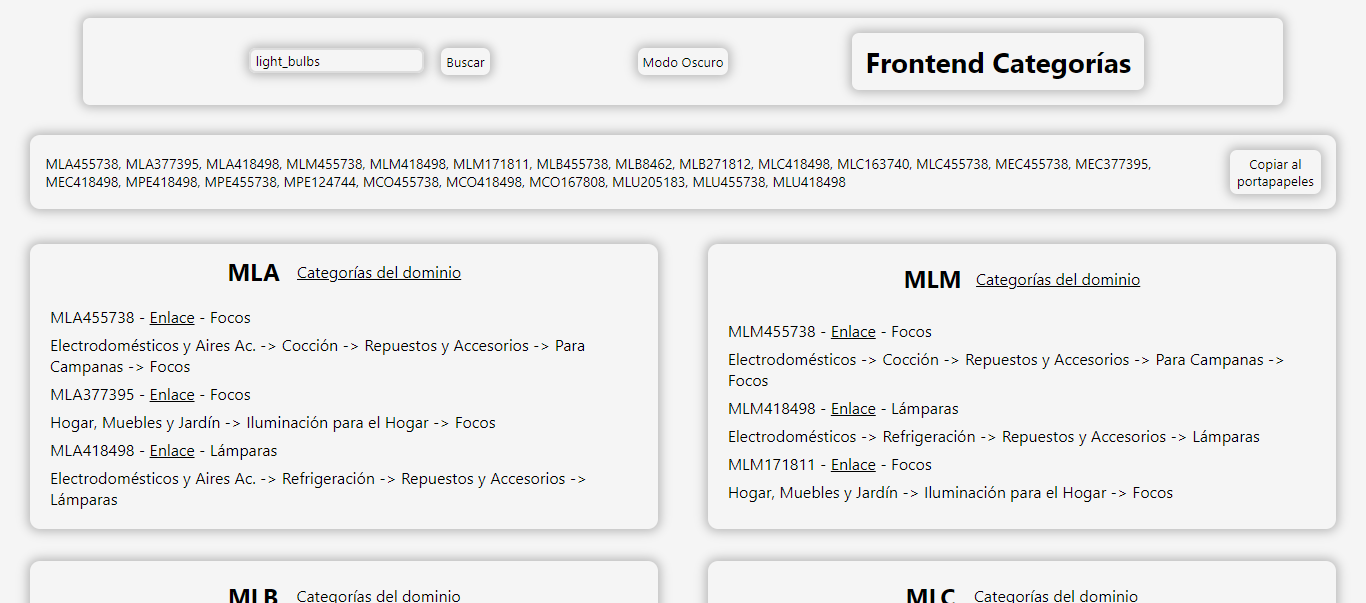 light_bulbs
Buscar
Modo Oscuro
Frontend Categorías
MLA455738, MLA377395, MLA418498, MLM455738, MLM418498, MLM171811, MLB455738, MLB8462, MLB271812, MLC418498, MLC163740, MLC455738, MEC455738, MEC377395,
MEC418498, MPE418498, MPE455738, MPE124744, MCO455738, MCO418498, MCO167808, MLU205183, MLU455738, MLU418498
Copiar al
portapapeles
MLA Categorías del dominio
MLA455738 - Enlace - Focos
Electrodomésticos y Aires Ac. -> Cocción -> Repuestos y Accesorios -> Para
Campanas -> Focos
MLA377395 - Enlace - Focos
Hogar, Muebles y Jardín -> Iluminación para el Hogar -> Focos
MLA418498 - Enlace - Lámparas
Electrodomésticos y Aires Ac. -> Refrigeración -> Repuestos y Accesorios ->
Lámparas
MLM Categorías del dominio
MLM455738 - Enlace - Focos
Electrodomésticos -> Cocción -> Repuestos y Accesorios -> Para Campanas ->
Focos
MLM418498 - Enlace - Lámparas
Electrodomésticos -> Refrigeración -> Repuestos y Accesorios -> Lámparas
MLM171811 - Enlace - Focos
Hogar, Muebles y Jardín -> Iluminación para el Hogar -> Focos
MLB Categorías del dominio
MLC Categorías del dominio